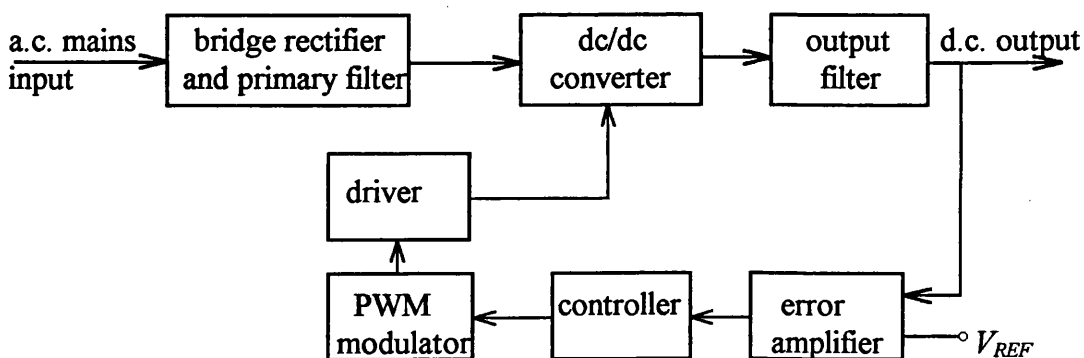 a.c. mains
input
bridge rectifier
and primary filter
dc/dc
converter
output
filter
d.c. output
driver
PWM
modulator
controller
error
amplifier
V_REF